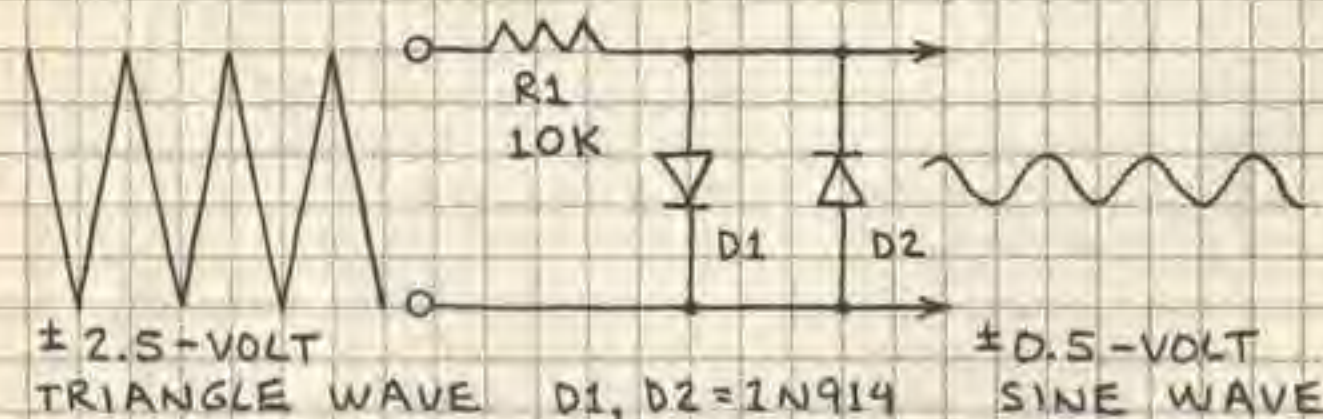 R1
10K
D1 D2
± 2.5-VOLT
TRIANGLE WAVE
D1, D2 = 1N914
± 0.5-VOLT
SINE WAVE